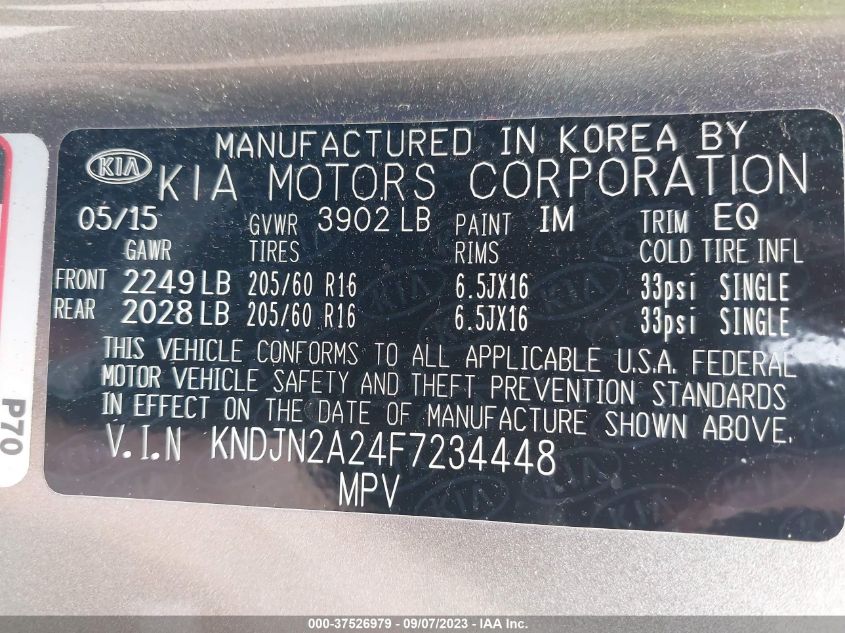 MANUFACTURED IN KOREA BY
KIA KIA MOTORS CORPORATION
05/15 GVWR 3902 LB PAINT IM TRIM EQ
GAWR TIRES RIMS COLD TIRE INFL
FRONT 2249 LB 205/60 R16 6.5JX16 33psi SINGLE
REAR 2028 LB 205/60 R16 6.5JX16 33psi SINGLE
THIS VEHICLE CONFORMS TO ALL APPLICABLE U.S.A. FEDERAL
MOTOR VEHICLE SAFETY AND THEFT PREVENTION STANDARDS
IN EFFECT ON THE DATE OF MANUFACTURE SHOWN ABOVE.
V.I.N KNDJN2A24F7234448
MPV
P70
000-37526979 - 09/07/2023 - IAAI.COM